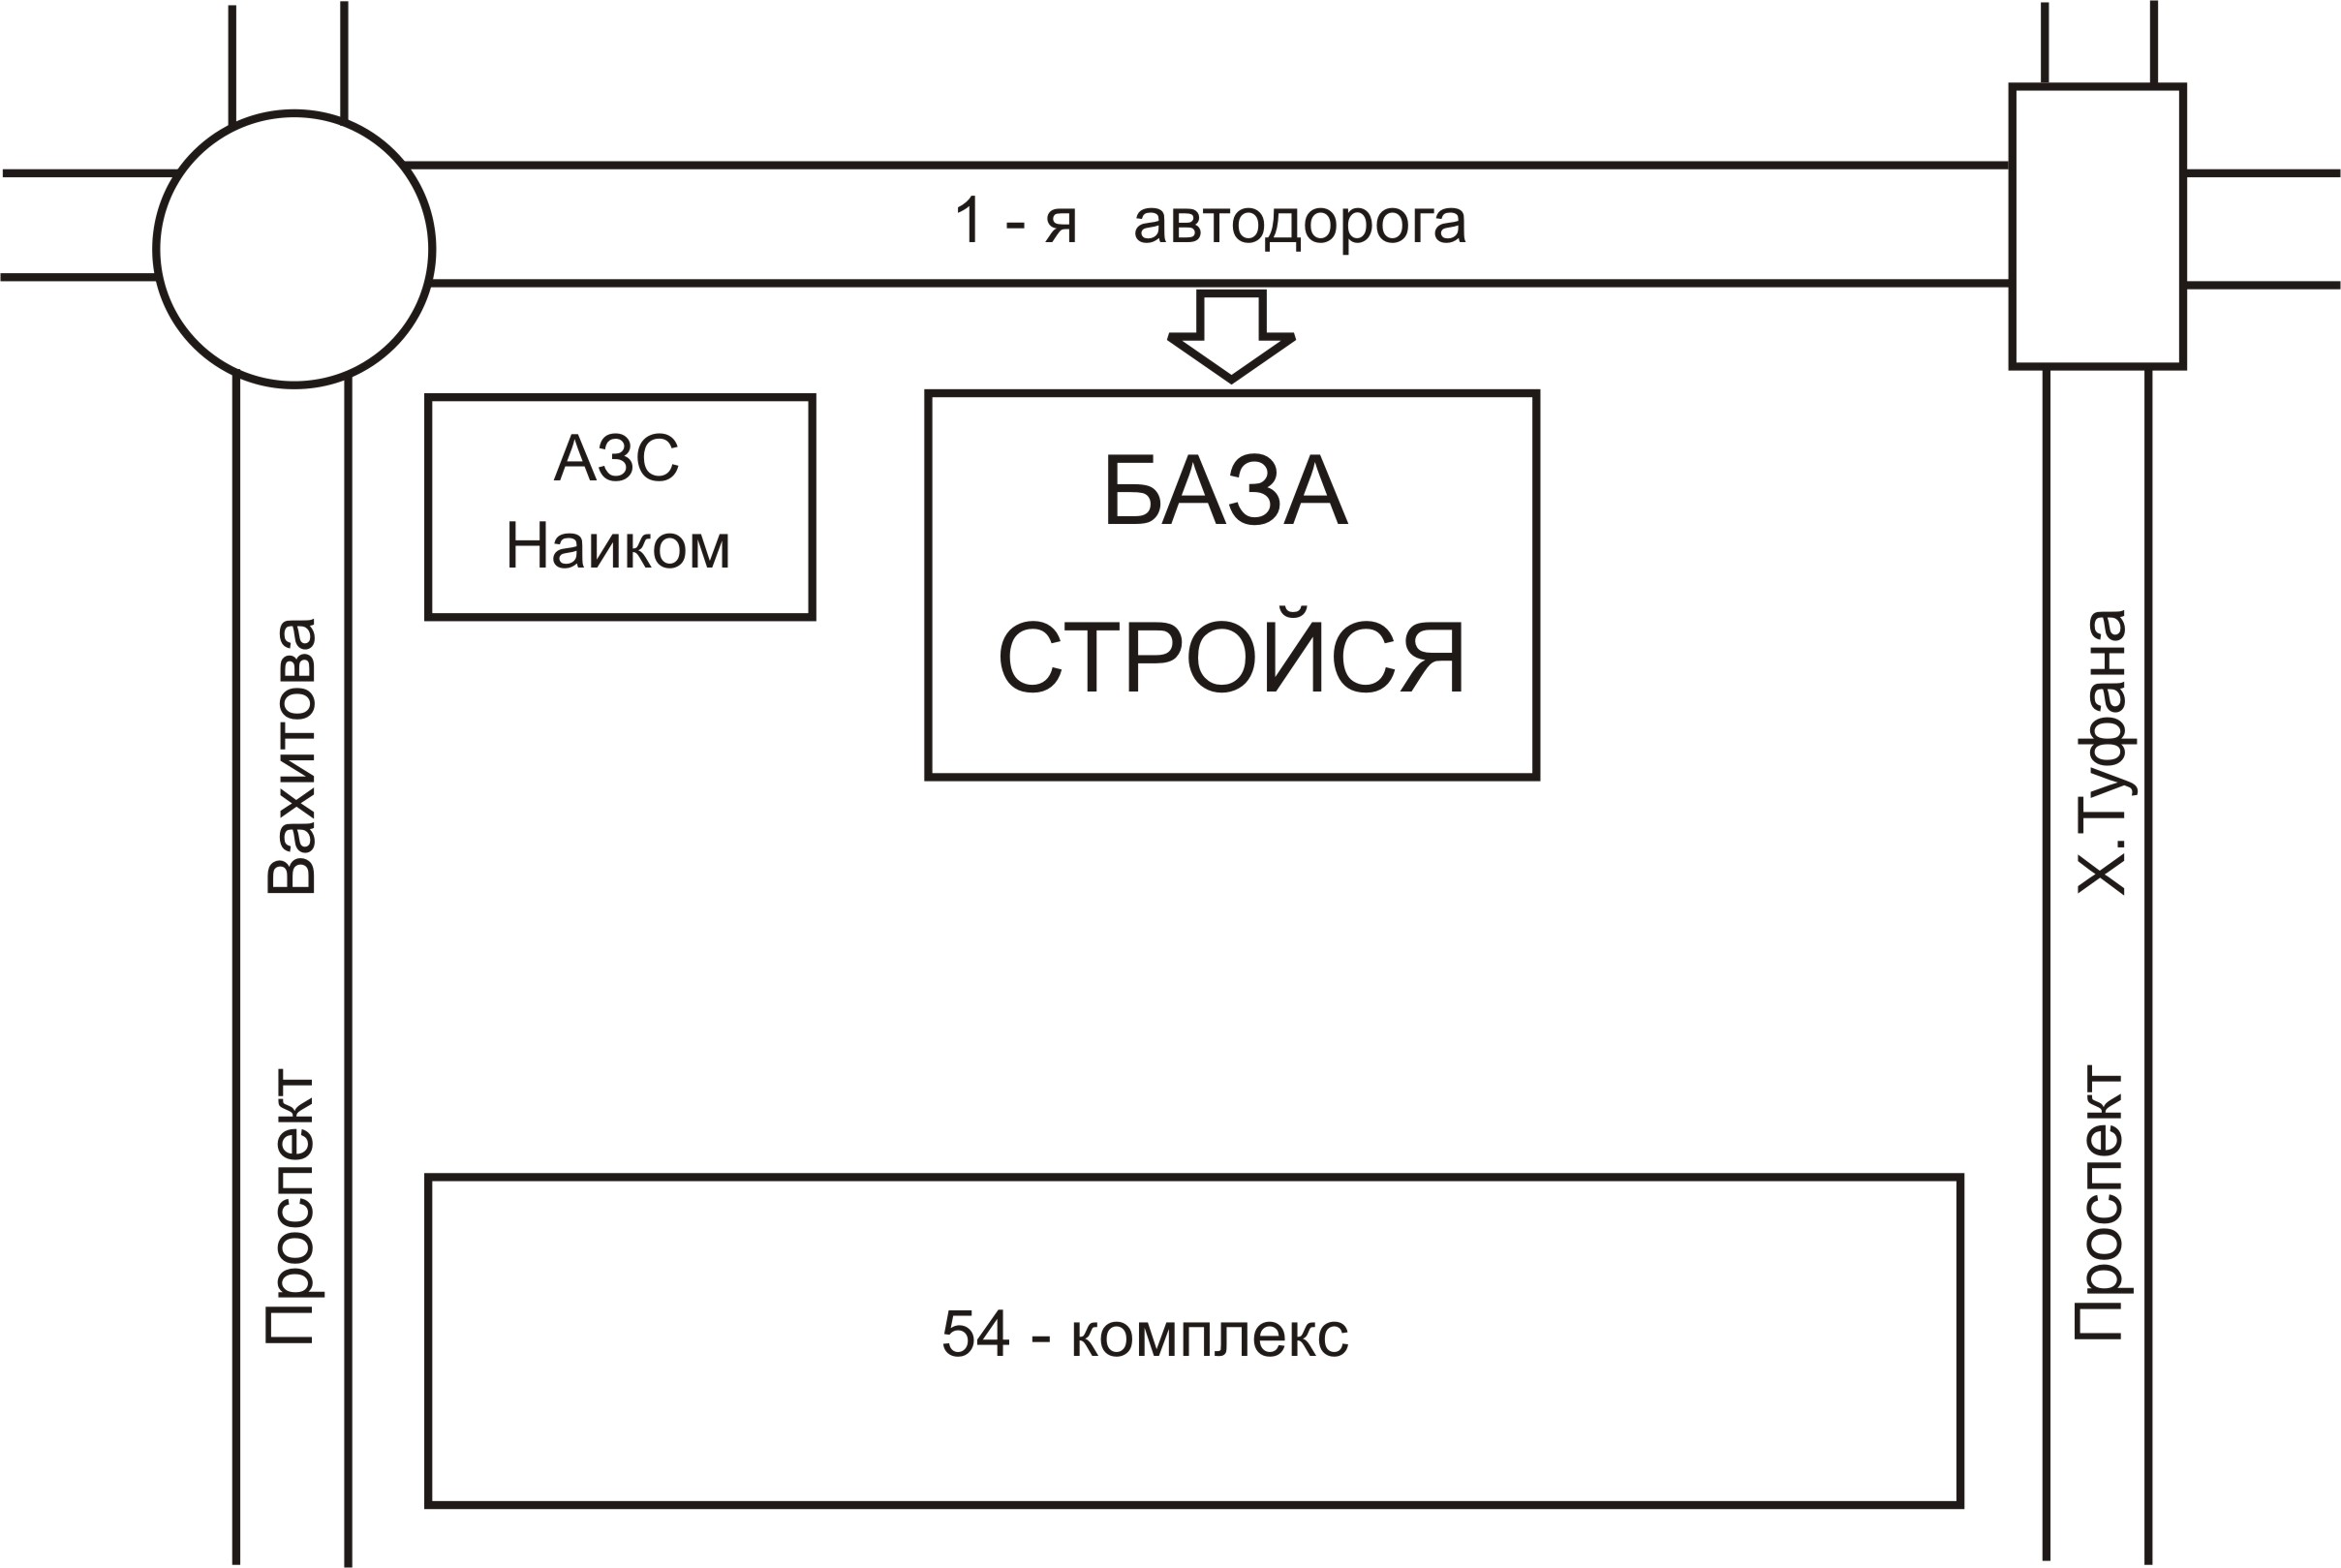 1 - я автодорога
АЗС
Наиком
БАЗА
СТРОЙСЯ
Проспект Вахитова
Проспект Х.Туфана
54 - комплекс